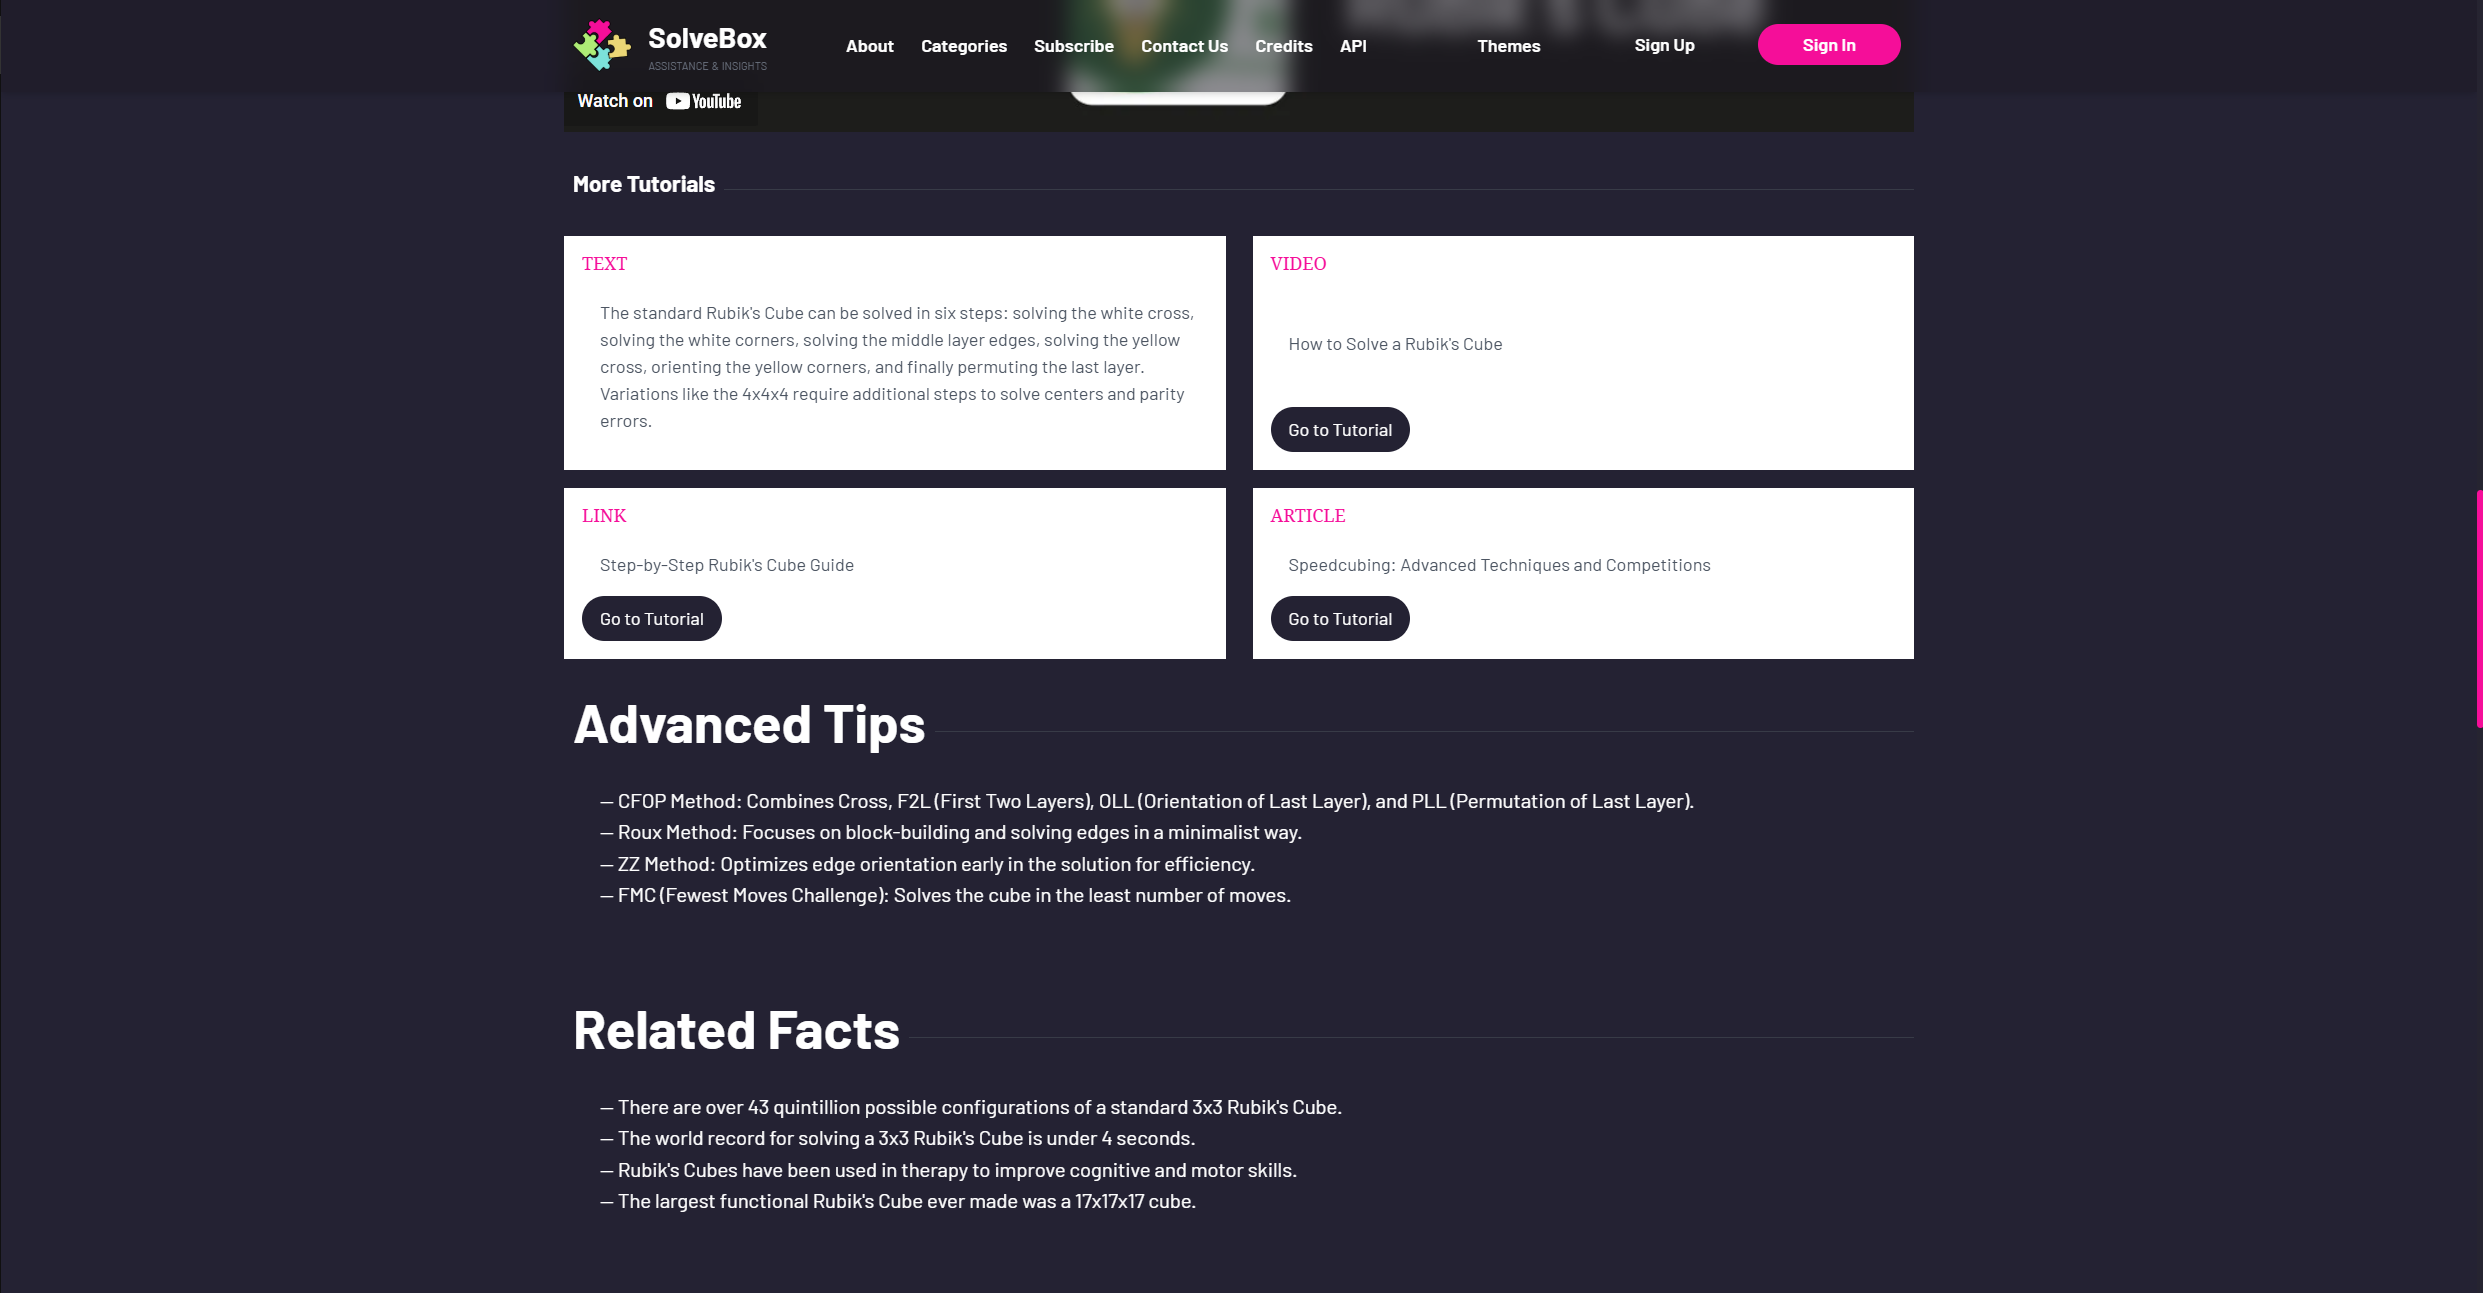 SolveBox
ASSISTANCE & INSIGHTS
About
Categories
Subscribe
Contact Us
Credits
API
Themes
Sign Up
Sign In
Watch on YouTube
More Tutorials
TEXT
The standard Rubik's Cube can be solved in six steps: solving the white cross,
solving the white corners, solving the middle layer edges, solving the yellow
cross, orienting the yellow corners, and finally permuting the last layer.
Variations like the 4x4x4 require additional steps to solve centers and parity
errors.
VIDEO
How to Solve a Rubik's Cube
Go to Tutorial
LINK
Step-by-Step Rubik's Cube Guide
Go to Tutorial
ARTICLE
Speedcubing: Advanced Techniques and Competitions
Go to Tutorial
Advanced Tips
— CFOP Method: Combines Cross, F2L (First Two Layers), OLL (Orientation of Last Layer), and PLL (Permutation of Last Layer).
— Roux Method: Focuses on block-building and solving edges in a minimalist way.
— ZZ Method: Optimizes edge orientation early in the solution for efficiency.
— FMC (Fewest Moves Challenge): Solves the cube in the least number of moves.
Related Facts
— There are over 43 quintillion possible configurations of a standard 3x3 Rubik's Cube.
— The world record for solving a 3x3 Rubik's Cube is under 4 seconds.
— Rubik's Cubes have been used in therapy to improve cognitive and motor skills.
— The largest functional Rubik's Cube ever made was a 17x17x17 cube.